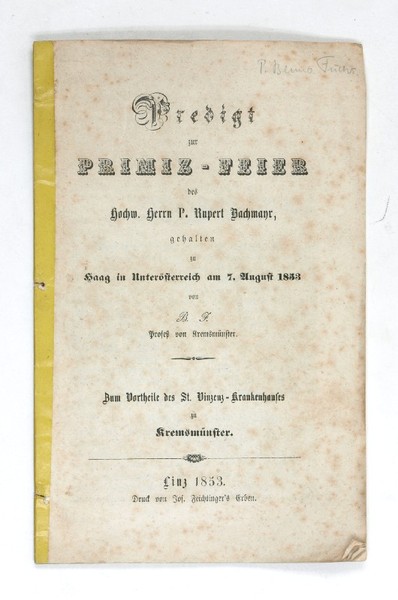 Predigt
zur
PRIMIZ-FEIER
des
Hochw. Herrn P. Rupert Bachmayr,
gehalten
zu
Haag in Unterösterreich am 7. August 1853
von
B. F.
Profeß von Kremsmünster.
Zum Vortheile des St. Vinzenz-Krankenhauses
zu
Kremsmünster.
Linz 1853.
Druck von Jos. Feichtinger's Erben.